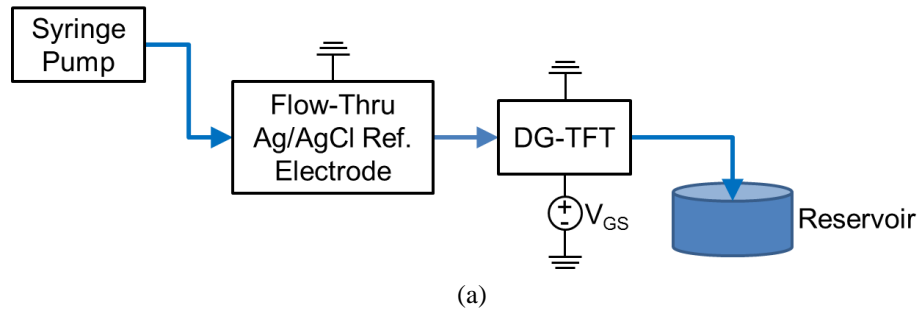 Syringe
Pump
Flow-Thru
Ag/AgCl Ref.
Electrode
DG-TFT
+
-
VGS
Reservoir
(a)